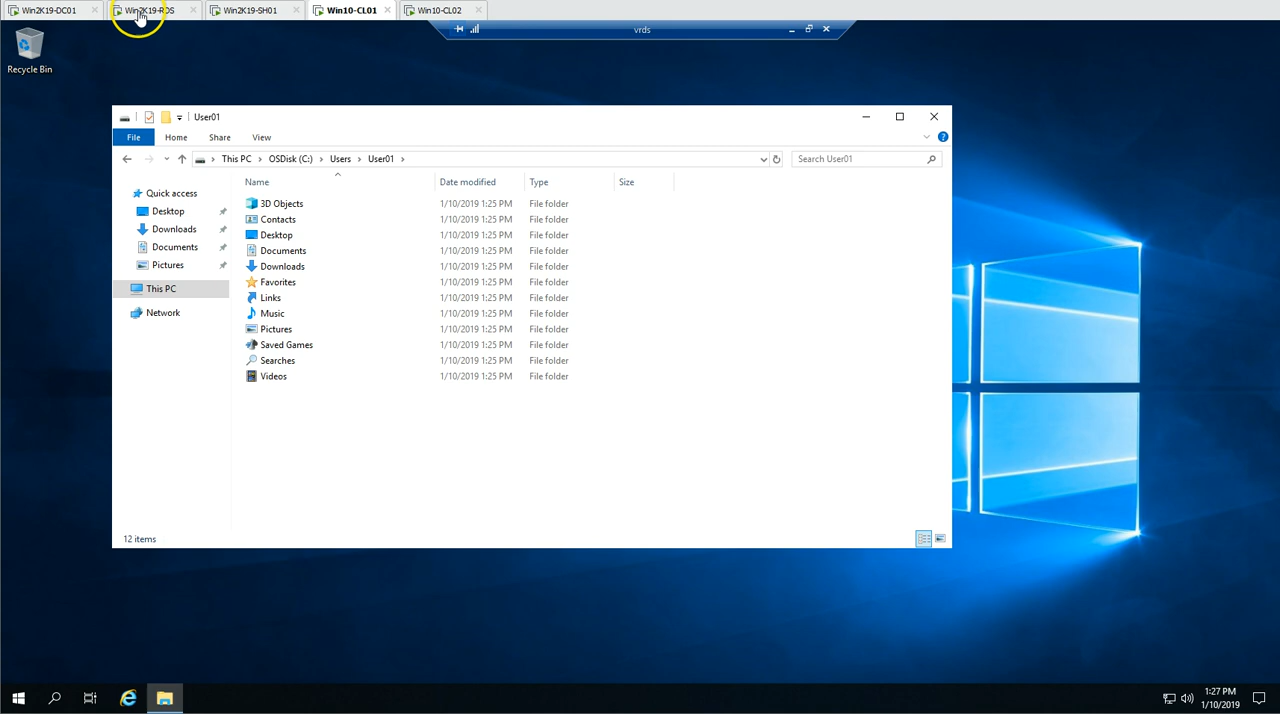 Win2K19-DC01
Win2K19-RDS
Win2K19-SH01
Win10-CL01
Win10-CL02
vrds
Recycle Bin
User01
File
Home
Share
View
This PC > OSDisk (C:) > Users > User01 >
Search User01
Name
Date modified
Type
Size
Quick access
Desktop
Downloads
Documents
Pictures
This PC
Network
3D Objects 1/10/2019 1:25 PM File folder
Contacts 1/10/2019 1:25 PM File folder
Desktop 1/10/2019 1:25 PM File folder
Documents 1/10/2019 1:25 PM File folder
Downloads 1/10/2019 1:25 PM File folder
Favorites 1/10/2019 1:25 PM File folder
Links 1/10/2019 1:25 PM File folder
Music 1/10/2019 1:25 PM File folder
Pictures 1/10/2019 1:25 PM File folder
Saved Games 1/10/2019 1:25 PM File folder
Searches 1/10/2019 1:25 PM File folder
Videos 1/10/2019 1:25 PM File folder
12 items
1:27 PM
1/10/2019